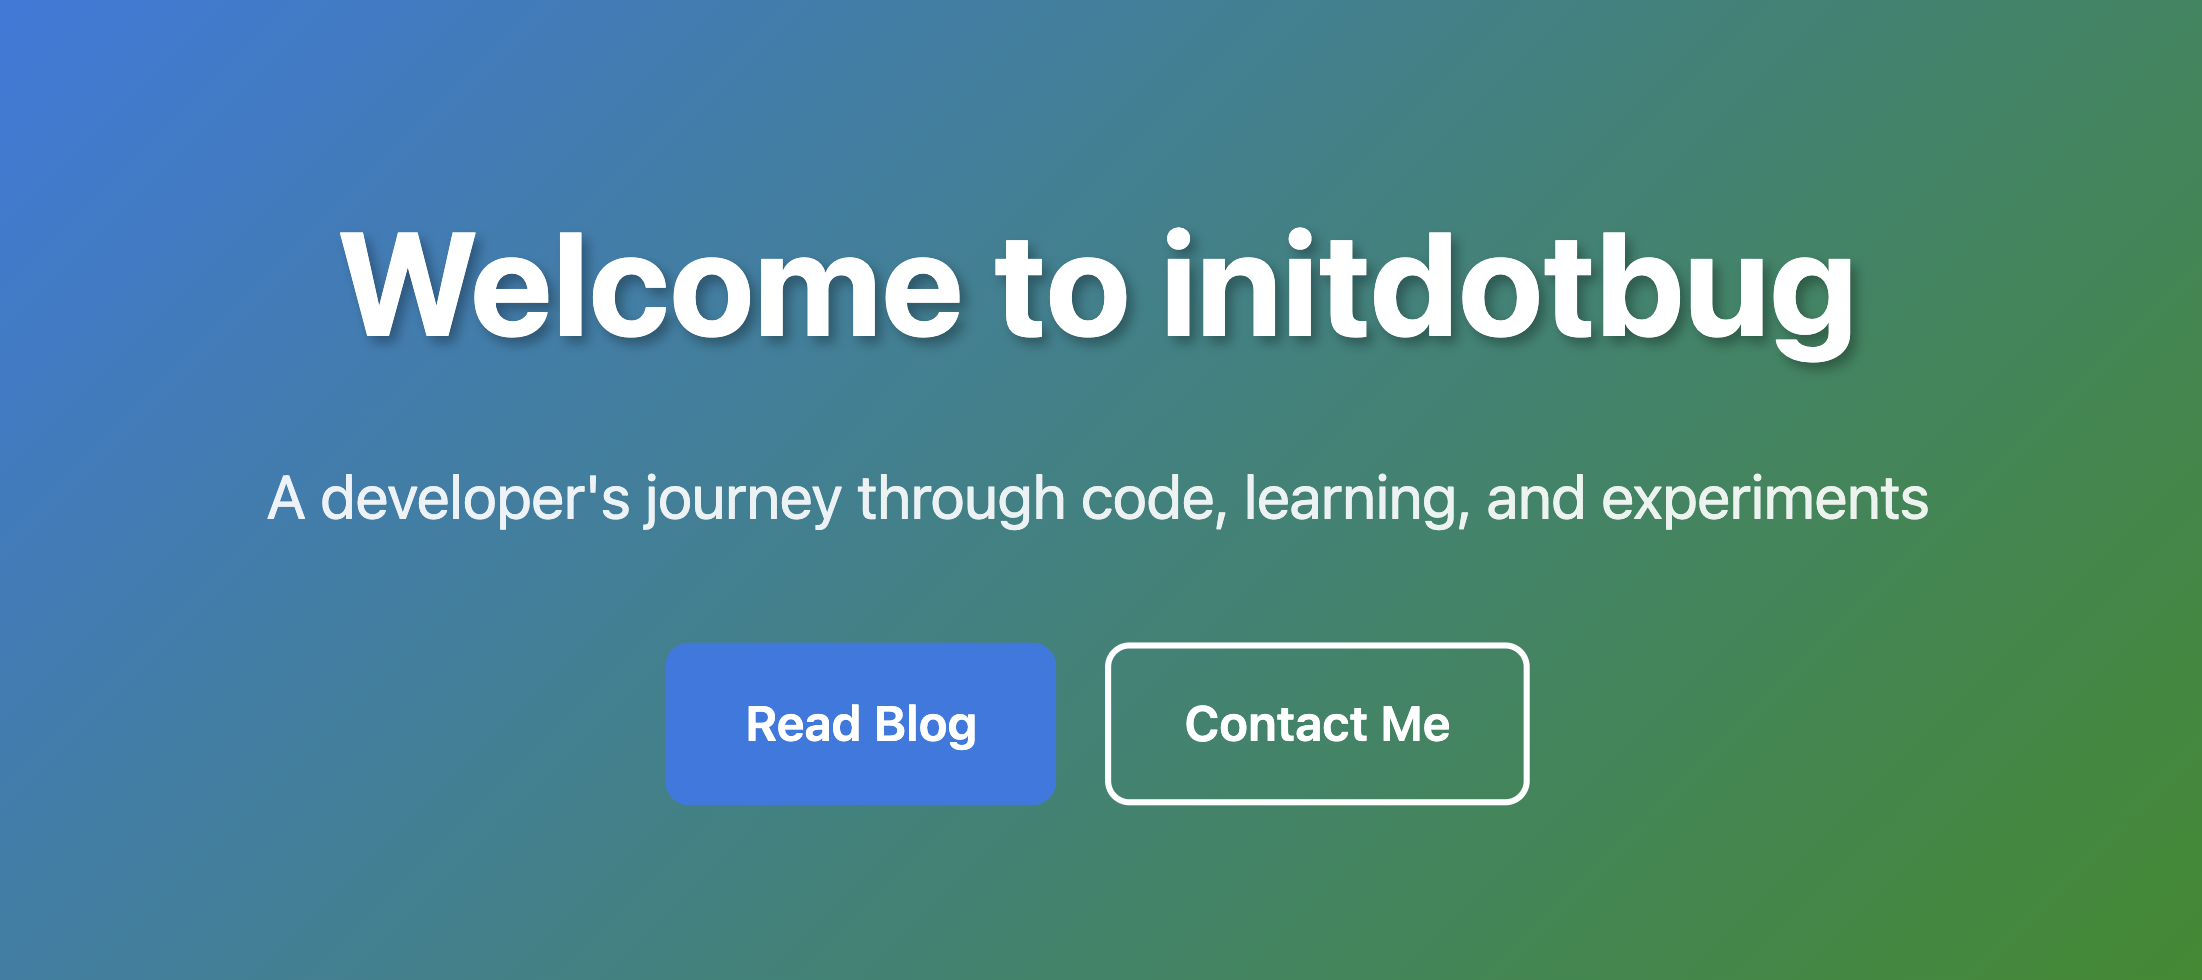 Welcome to initdotbug
A developer's journey through code, learning, and experiments
Read Blog
Contact Me